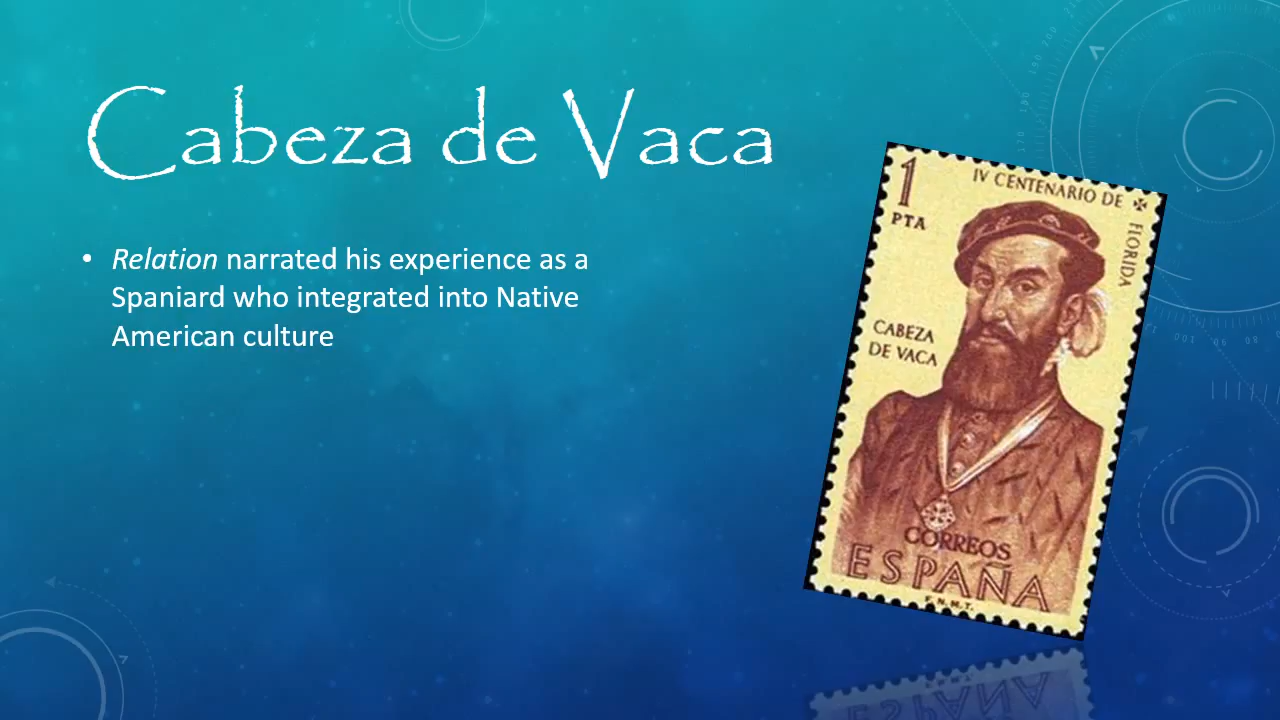 Cabeza de Vaca
• Relation narrated his experience as a
Spaniard who integrated into Native
American culture
1
PTA
IV CENTENARIO DE
FLORIDA
CABEZA
DE VACA
CORREOS
ESPAÑA
F.N.M.T.